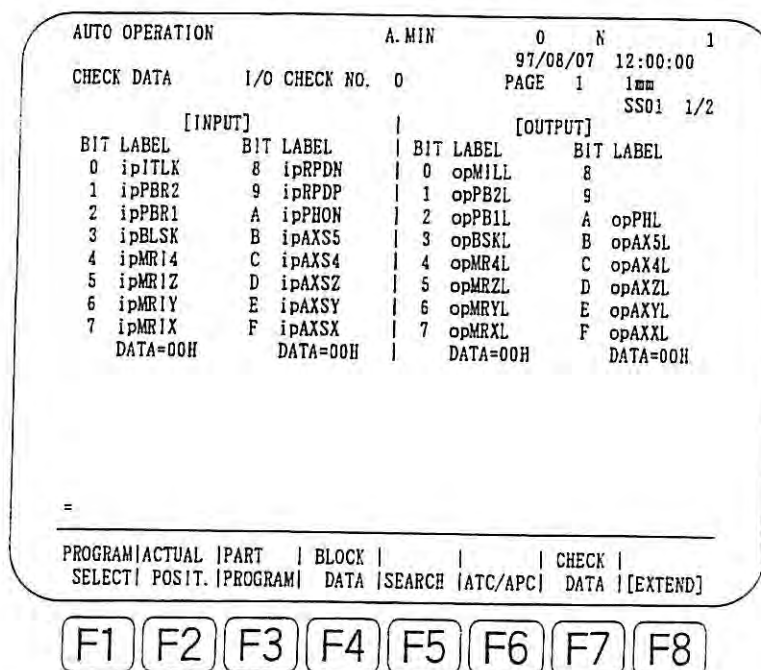 AUTO OPERATION A.MIN 0 N 1
97/08/07 12:00:00
CHECK DATA I/O CHECK NO. 0 PAGE 1 1mm
SS01 1/2
[INPUT] | [OUTPUT]
BIT LABEL BIT LABEL | BIT LABEL BIT LABEL
0 ipITLK 8 ipRPDN | 0 opMILL 8
1 ipPBR2 9 ipRPDP | 1 opPB2L 9
2 ipPBR1 A ipPHON | 2 opPB1L A opPHL
3 ipBLSK B ipAXS5 | 3 opBSKL B opAX5L
4 ipMRI4 C ipAXS4 | 4 opMR4L C opAX4L
5 ipMRIZ D ipAXSZ | 5 opMRZL D opAXZL
6 ipMRIY E ipAXSY | 6 opMRYL E opAXYL
7 ipMRIX F ipAXSX | 7 opMRXL F opAXXL
DATA=00H DATA=00H | DATA=00H DATA=00H
=
PROGRAM|ACTUAL |PART | BLOCK | | | CHECK |
SELECT| POSIT. |PROGRAM| DATA |SEARCH |ATC/APC| DATA |[EXTEND]
F1 F2 F3 F4 F5 F6 F7 F8